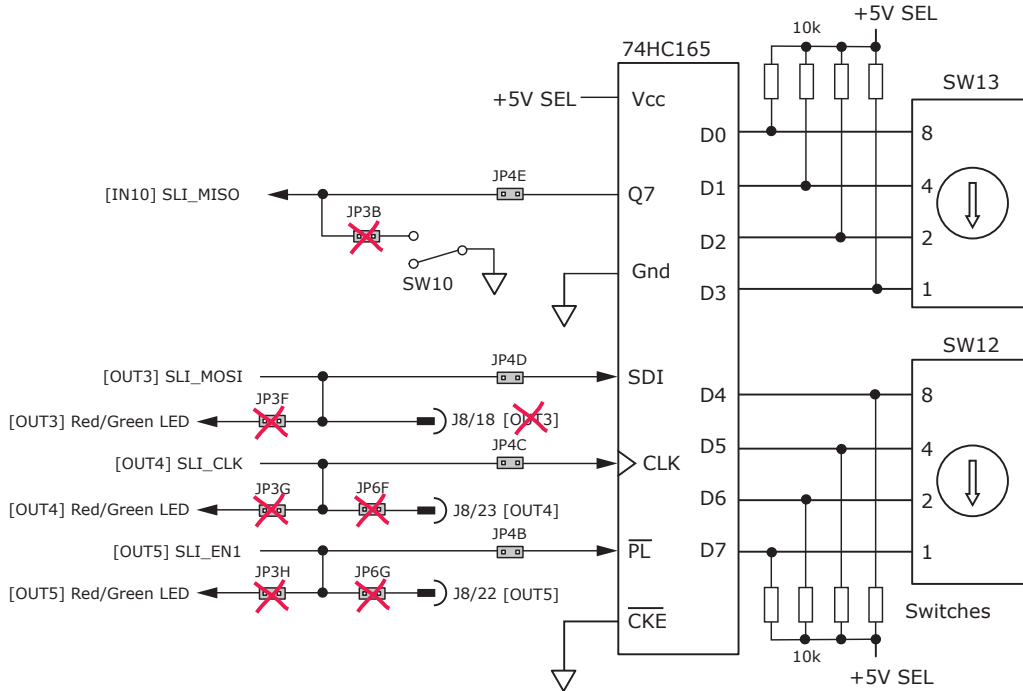 +5V SEL
10k
74HC165
SW13
+5V SEL
Vcc
D0
8
[IN10] SLI_MISO
JP4E
Q7
D1
4
JP3B
D2
2
SW10
Gnd
D3
1
SW12
JP4D
[OUT3] SLI_MOSI
SDI
D4
8
JP3F
[OUT3] Red/Green LED
J8/18 [OUT3]
JP4C
D5
4
[OUT4] SLI_CLK
CLK
JP3G
JP6F
D6
2
[OUT4] Red/Green LED
J8/23 [OUT4]
JP4B
[OUT5] SLI_EN1
PL
D7
1
JP3H
JP6G
[OUT5] Red/Green LED
J8/22 [OUT5]
CKE
Switches
10k
+5V SEL